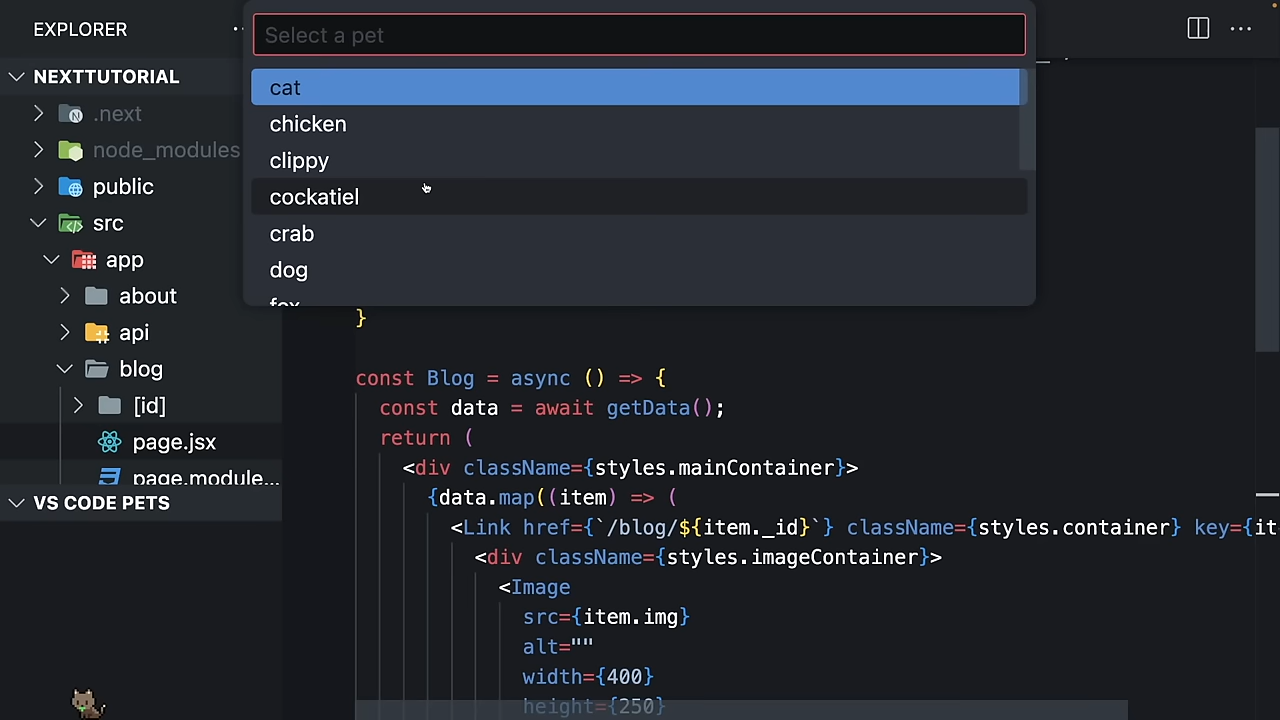 EXPLORER
Select a pet
cat
chicken
clippy
cockatiel
crab
dog
fox
NEXTTUTORIAL
.next
node_modules
public
src
app
about
api
blog
[id]
page.jsx
page.module...
VS CODE PETS
}
const Blog = async () => {
const data = await getData();
return (
<div className={styles.mainContainer}>
{data.map((item) => (
<Link href={`/blog/${item._id}`} className={styles.container} key={it
<div className={styles.imageContainer}>
<Image
src={item.img}
alt=""
width={400}
height={250}